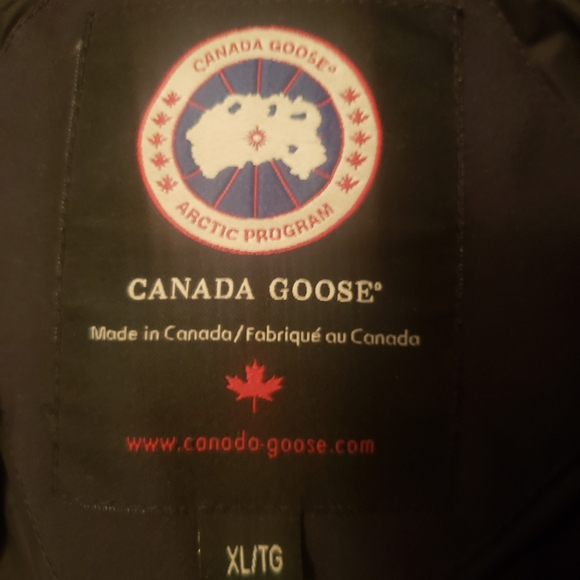 CANADA GOOSE®
ARCTIC PROGRAM
CANADA GOOSE®
Made in Canada/Fabriqué au Canada
www.canada-goose.com
XL/TG